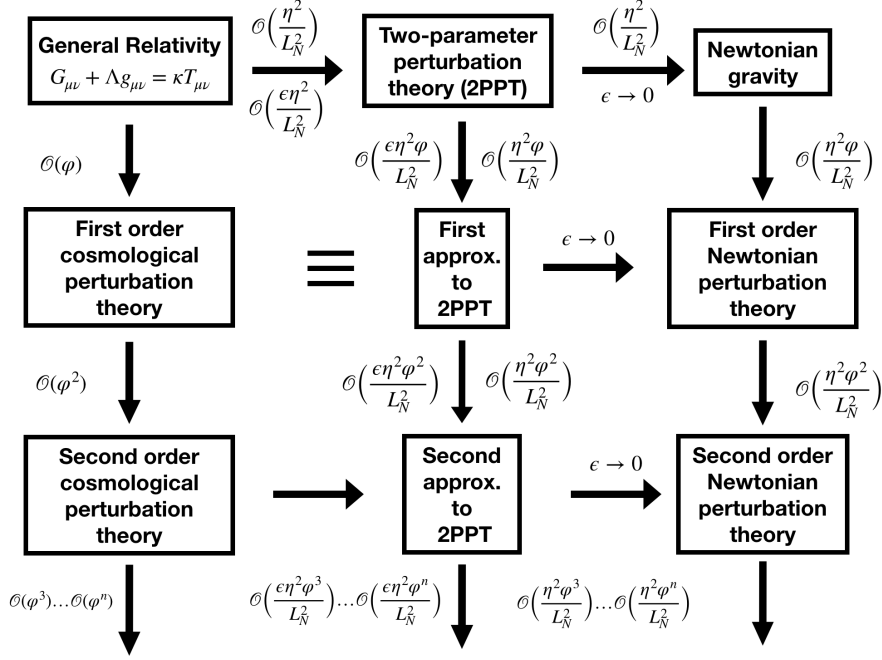 General Relativity
G_{μν} + Λg_{μν} = κT_{μν}
𝒪(η²/L_N²)
𝒪(ϵη²/L_N²)
Two-parameter
perturbation
theory (2PPT)
𝒪(η²/L_N²)
ϵ → 0
Newtonian
gravity
𝒪(φ)
𝒪(ϵη²φ/L_N²)
𝒪(η²φ/L_N²)
𝒪(η²φ/L_N²)
First order
cosmological
perturbation
theory
≡
First
approx.
to
2PPT
ϵ → 0
First order
Newtonian
perturbation
theory
𝒪(φ²)
𝒪(ϵη²φ²/L_N²)
𝒪(η²φ²/L_N²)
𝒪(η²φ²/L_N²)
Second order
cosmological
perturbation
theory
Second
approx.
to
2PPT
ϵ → 0
Second order
Newtonian
perturbation
theory
𝒪(φ³)…𝒪(φⁿ)
𝒪(ϵη²φ³/L_N²)…𝒪(ϵη²φⁿ/L_N²)
𝒪(η²φ³/L_N²)…𝒪(η²φⁿ/L_N²)